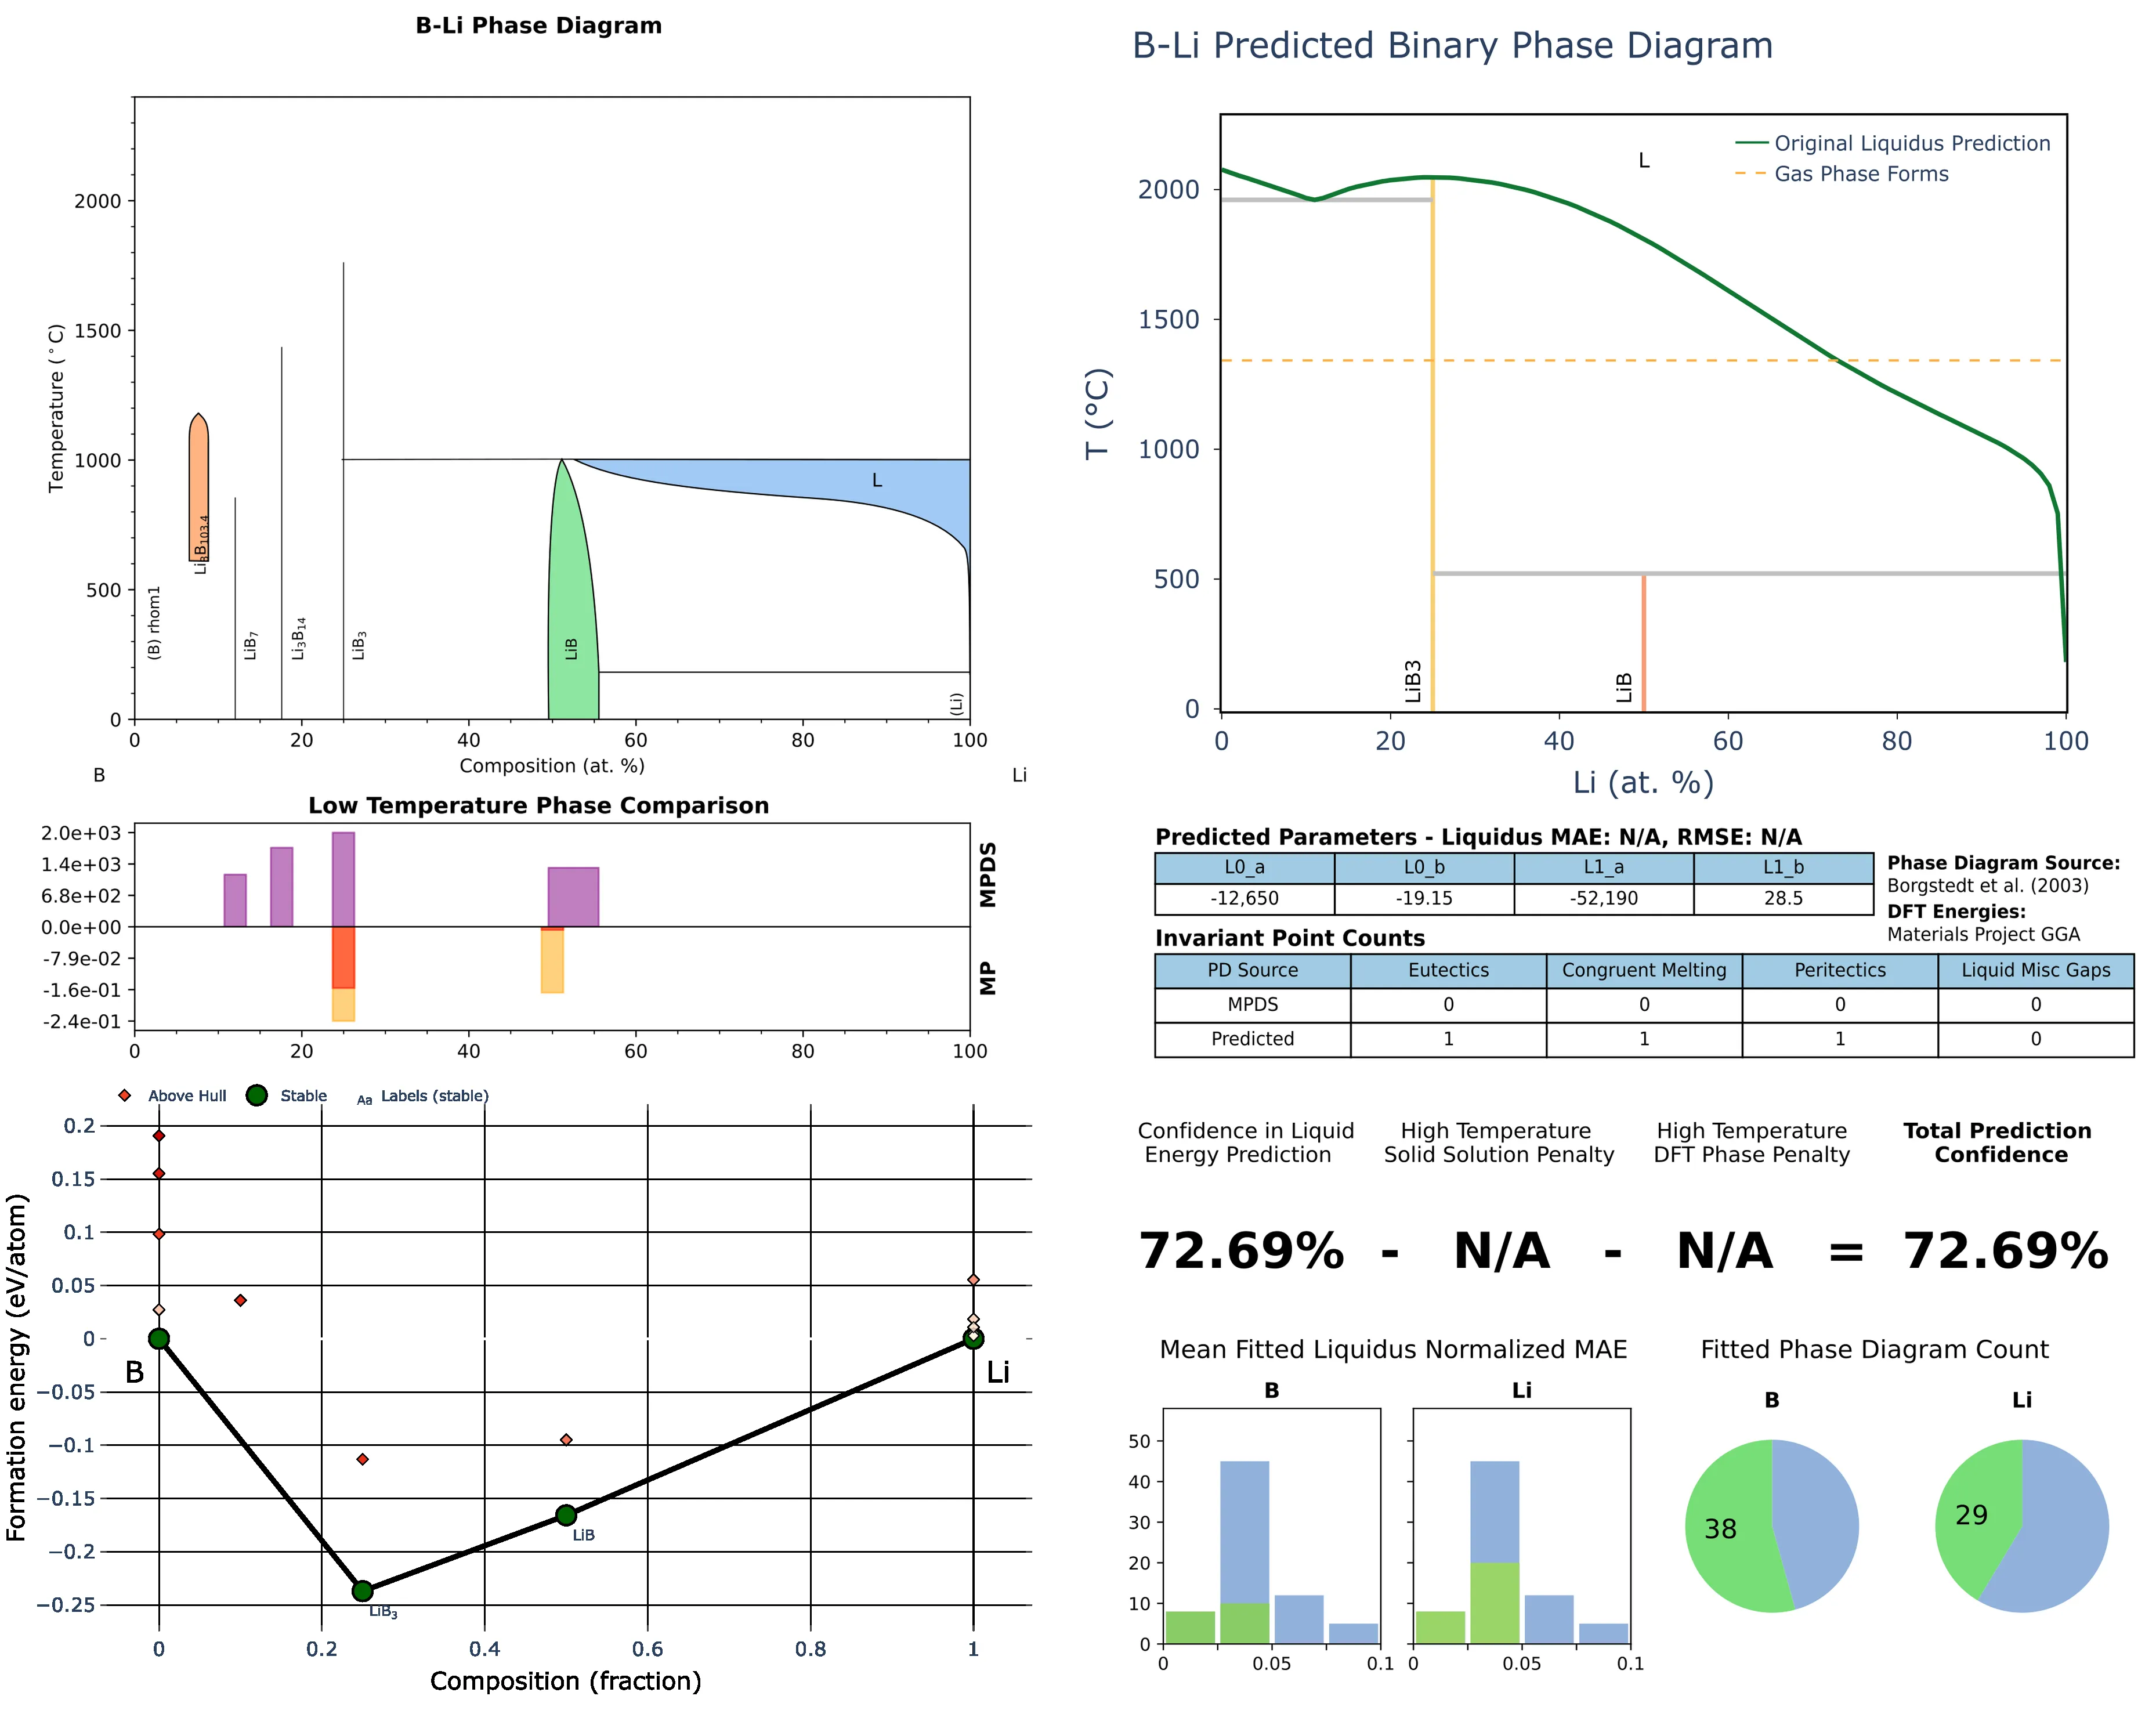 B-Li Phase Diagram
Temperature (°C)
2000
1500
1000
500
0
0 20 40 60 80 100
Composition (at. %)
B
Li
(B) rhom1
Li₈B₁₀₃.₄
LiB₇
Li₃B₁₄
LiB₃
LiB
L
(Li)
Low Temperature Phase Comparison
2.0e+03
1.4e+03
6.8e+02
0.0e+00
-7.9e-02
-1.6e-01
-2.4e-01
MPDS
MP
0 20 40 60 80 100
Above Hull
Stable
Aa Labels (stable)
Formation energy (eV/atom)
0.2
0.15
0.1
0.05
0
−0.05
−0.1
−0.15
−0.2
−0.25
B
Li
LiB
LiB₃
0 0.2 0.4 0.6 0.8 1
Composition (fraction)
B-Li Predicted Binary Phase Diagram
L
Original Liquidus Prediction
Gas Phase Forms
T (°C)
2000
1500
1000
500
0
LiB3
LiB
0 20 40 60 80 100
Li (at. %)
Predicted Parameters - Liquidus MAE: N/A, RMSE: N/A
L0_a L0_b L1_a L1_b
-12,650 -19.15 -52,190 28.5
Phase Diagram Source:
Borgstedt et al. (2003)
DFT Energies:
Materials Project GGA
Invariant Point Counts
PD Source Eutectics Congruent Melting Peritectics Liquid Misc Gaps
MPDS 0 0 0 0
Predicted 1 1 1 0
Confidence in Liquid
Energy Prediction
High Temperature
Solid Solution Penalty
High Temperature
DFT Phase Penalty
Total Prediction
Confidence
72.69% - N/A - N/A = 72.69%
Mean Fitted Liquidus Normalized MAE
B
Li
50
40
30
20
10
0
0 0.05 0.1
0 0.05 0.1
Fitted Phase Diagram Count
B
Li
38
29